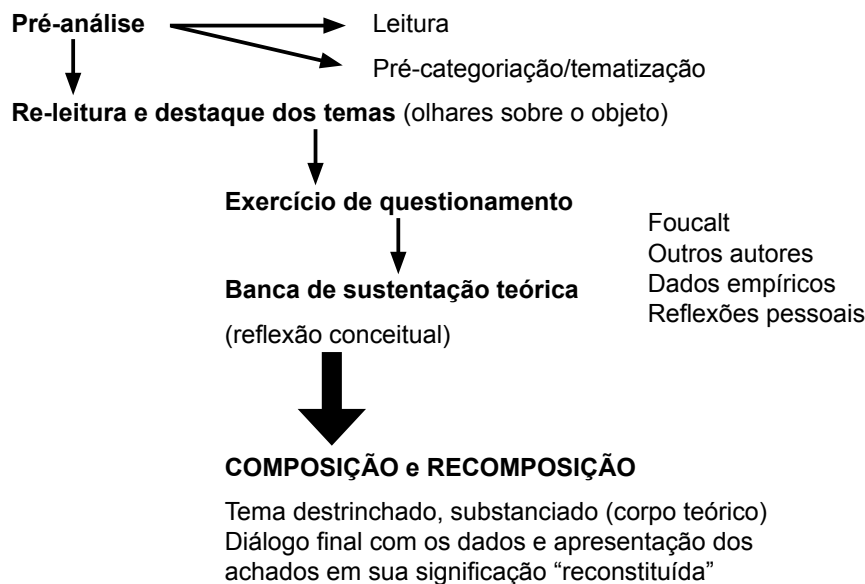 Pré-análise
Leitura
Pré-categoriação/tematização
Re-leitura e destaque dos temas (olhares sobre o objeto)
Exercício de questionamento
Foucalt
Outros autores
Dados empíricos
Reflexões pessoais
Banca de sustentação teórica
(reflexão conceitual)
COMPOSIÇÃO e RECOMPOSIÇÃO
Tema destrinchado, substanciado (corpo teórico)
Diálogo final com os dados e apresentação dos
achados em sua significação “reconstituída”